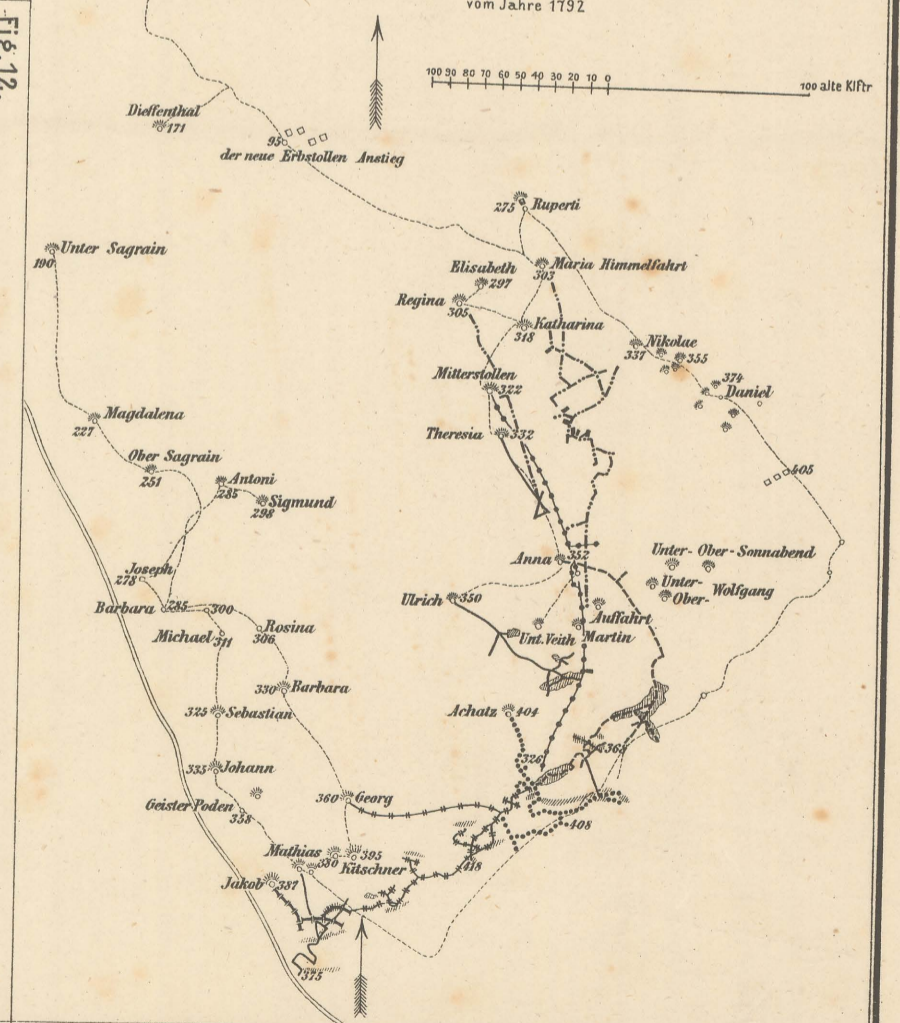 vom Jahre 1792
Fig. 12.
100 90 80 70 60 50 40 30 20 10 0
100 alte Klftr
Dieffenthal
171
95
der neue Erbstollen Anstieg
275 Ruperti
Unter Sagrain
190
Maria Himmelfahrt
303
Elisabeth
297
Regina
305
Katharina
318
Nikolae
337
355
Mitterstollen
322
374
Daniel
Magdalena
227
Theresia 332
Ober Sagrain
251
Antoni
285
Sigmund
298
405
Anna 352
Unter- Ober-Sonnabend
Joseph
278
Unter-
Ober- Wolfgang
Barbara 285
300
Ulrich 350
Auffahrt
Michael 311
Rosina
306
Unt. Veith Martin
330 Barbara
325 Sebastian
Achatz 404
326
365
335 Johann
Geister Poden
358
360 Georg
408
Mathias
380
395
Kitschner
418
Jakob 387
375